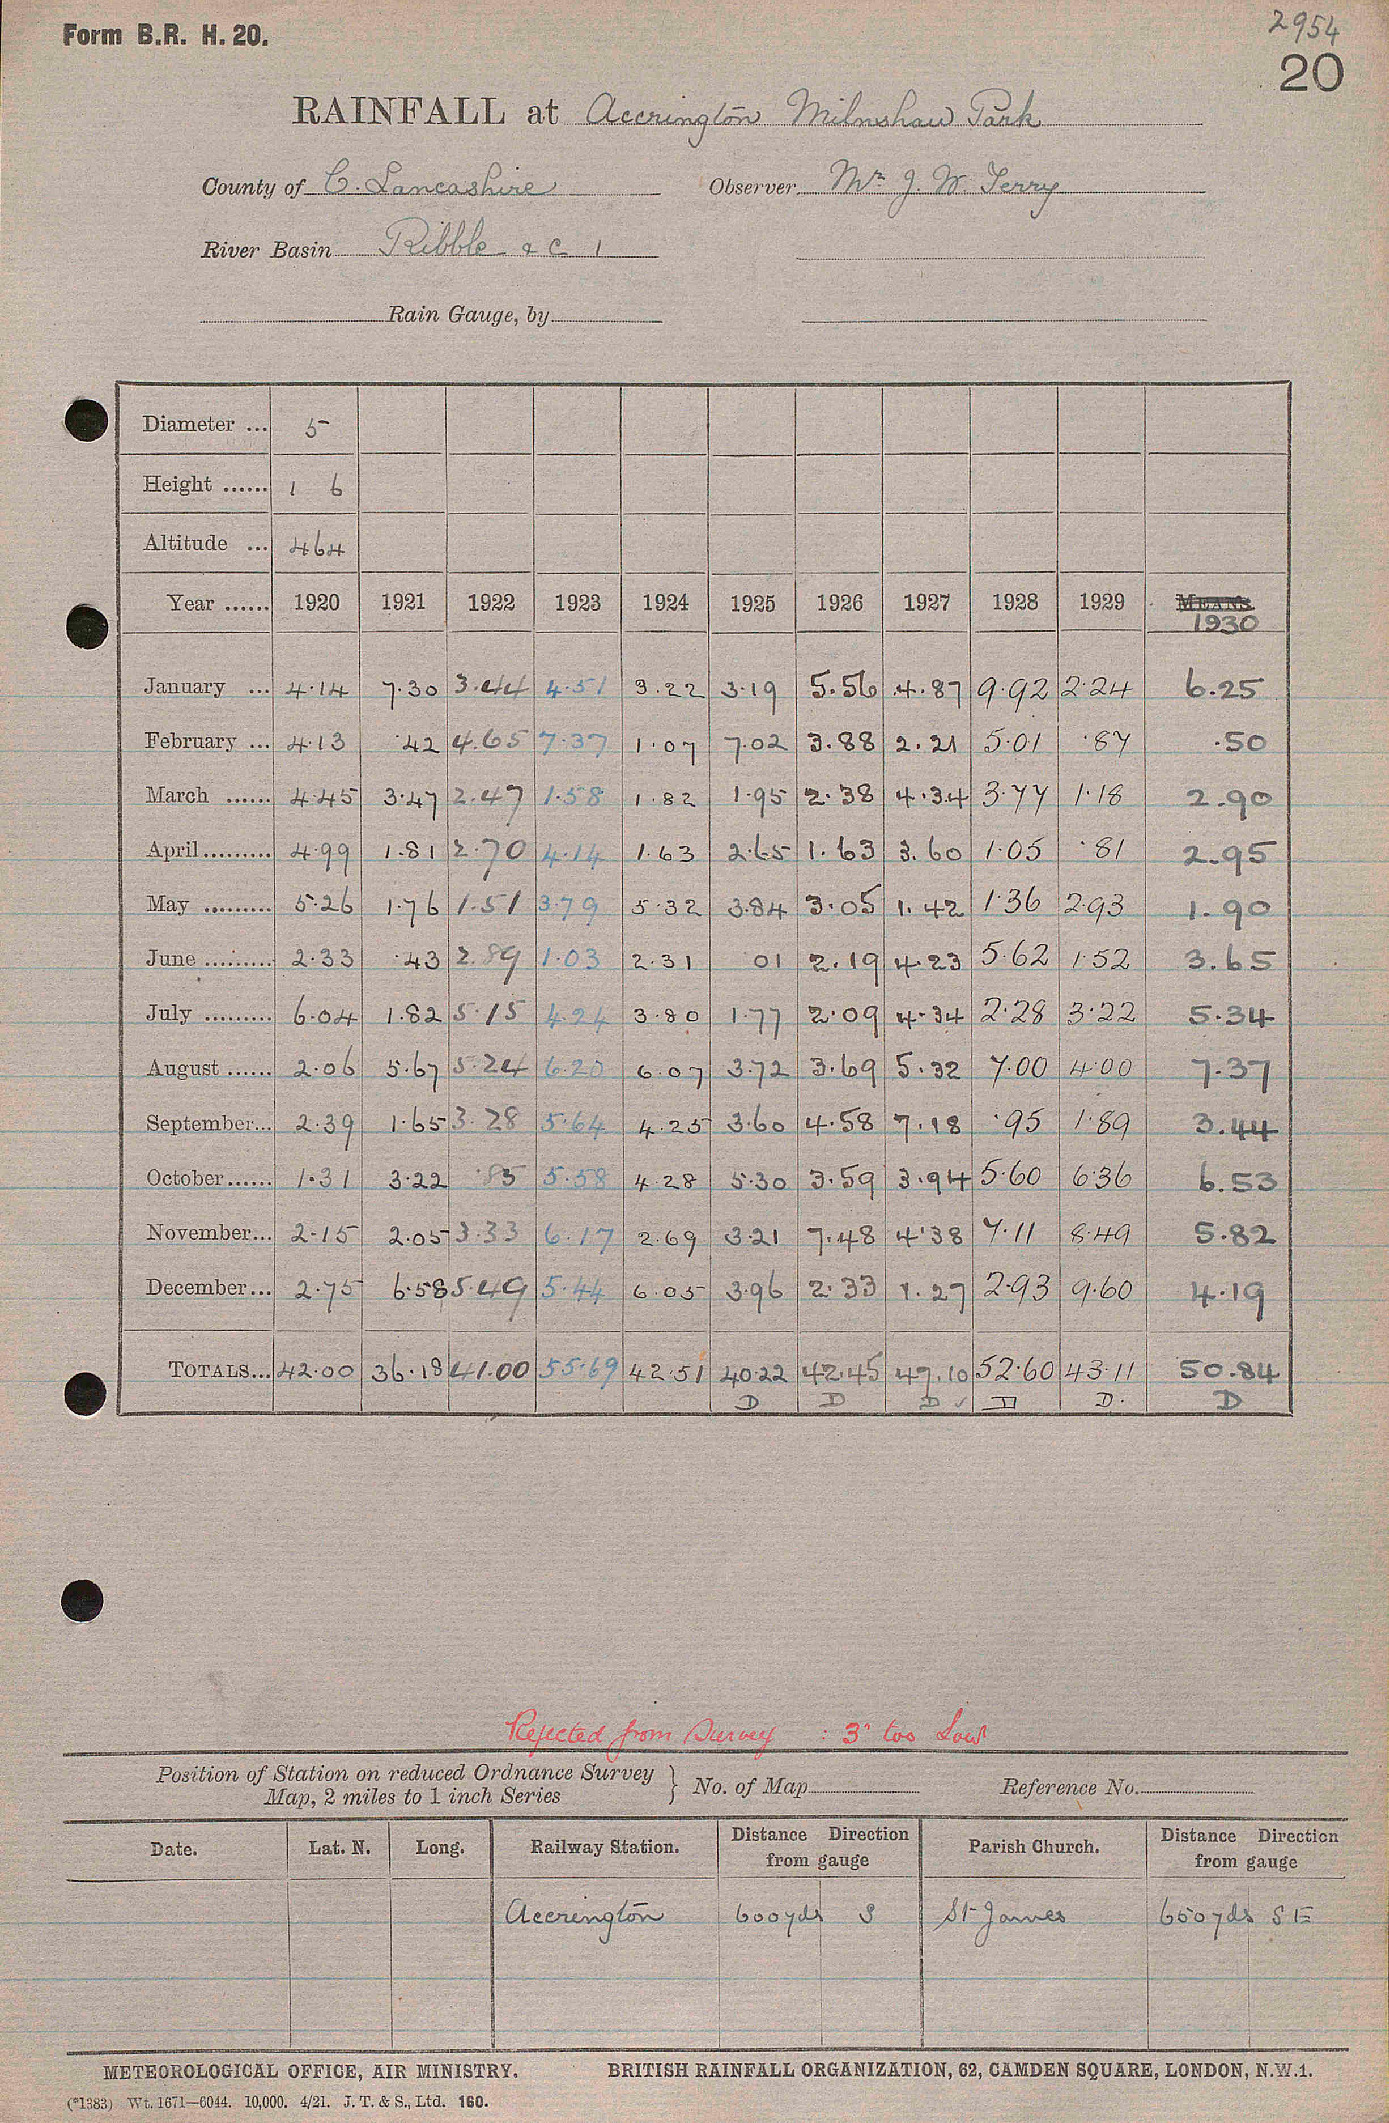 2954
Form B.R. H. 20.
20
RAINFALL at Accrington Milnshaw Park
County of C. Lancashire Observer Mr J. W. Terry
River Basin Ribble & C 1
Rain Gauge, by
Diameter ... 5
Height ...... 1 6
Altitude ... 464
Year ...... 1920 1921 1922 1923 1924 1925 1926 1927 1928 1929 MEANS 1930
January ... 4.14 7.30 3.44 4.51 3.22 3.19 5.56 4.87 9.92 2.24 6.25
February ... 4.13 .42 4.65 7.37 1.07 7.02 3.88 2.21 5.01 .87 .50
March ...... 4.45 3.47 2.47 1.58 1.82 1.95 2.38 4.34 3.77 1.18 2.90
April ......... 4.99 1.81 2.70 4.14 1.63 2.65 1.63 3.60 1.05 .81 2.95
May ......... 5.26 1.76 1.51 3.79 5.32 3.84 3.05 1.42 1.36 2.93 1.90
June ......... 2.33 .43 2.89 1.03 2.31 01 2.19 4.23 5.62 1.52 3.65
July ......... 6.04 1.82 5.15 4.24 3.80 1.77 2.09 4.34 2.28 3.22 5.34
August ...... 2.06 5.67 5.24 6.20 6.07 3.72 3.69 5.32 7.00 4.00 7.37
September... 2.39 1.65 3.28 5.64 4.25 3.60 4.58 7.18 .95 1.89 3.44
October...... 1.31 3.22 .85 5.58 4.28 5.30 3.59 3.94 5.60 6.36 6.53
November... 2.15 2.05 3.33 6.17 2.69 3.21 7.48 4.38 7.11 8.49 5.82
December... 2.75 6.58 5.49 5.44 6.05 3.96 2.33 1.27 2.93 9.60 4.19
TOTALS... 42.00 36.18 41.00 55.69 42.51 40.22 42.45 47.10 52.60 43.11 50.84
D D D ✓ D D. D
Rejected from Survey : 3" too Low
Position of Station on reduced Ordnance Survey Map, 2 miles to 1 inch Series } No. of Map Reference No.
Date. Lat. N. Long. Railway Station. Distance Direction from gauge Parish Church. Distance Direction from gauge
Accrington 600yds S St James 650yds SE
METEOROLOGICAL OFFICE, AIR MINISTRY. BRITISH RAINFALL ORGANIZATION, 62, CAMDEN SQUARE, LONDON, N.W.1.
(*1383) Wt. 1671—6044. 10,000. 4/21. J. T. & S., Ltd. 160.